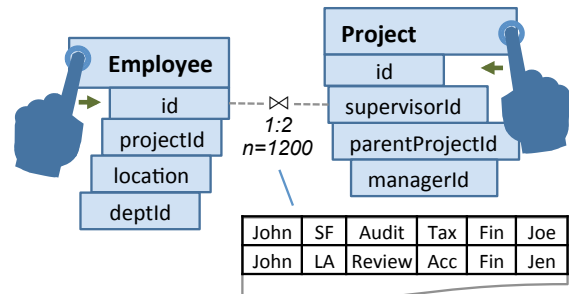 Employee
id
projectId
location
deptId
⋈
1:2
n=1200
Project
id
supervisorId
parentProjectId
managerId
John SF Audit Tax Fin Joe
John LA Review Acc Fin Jen